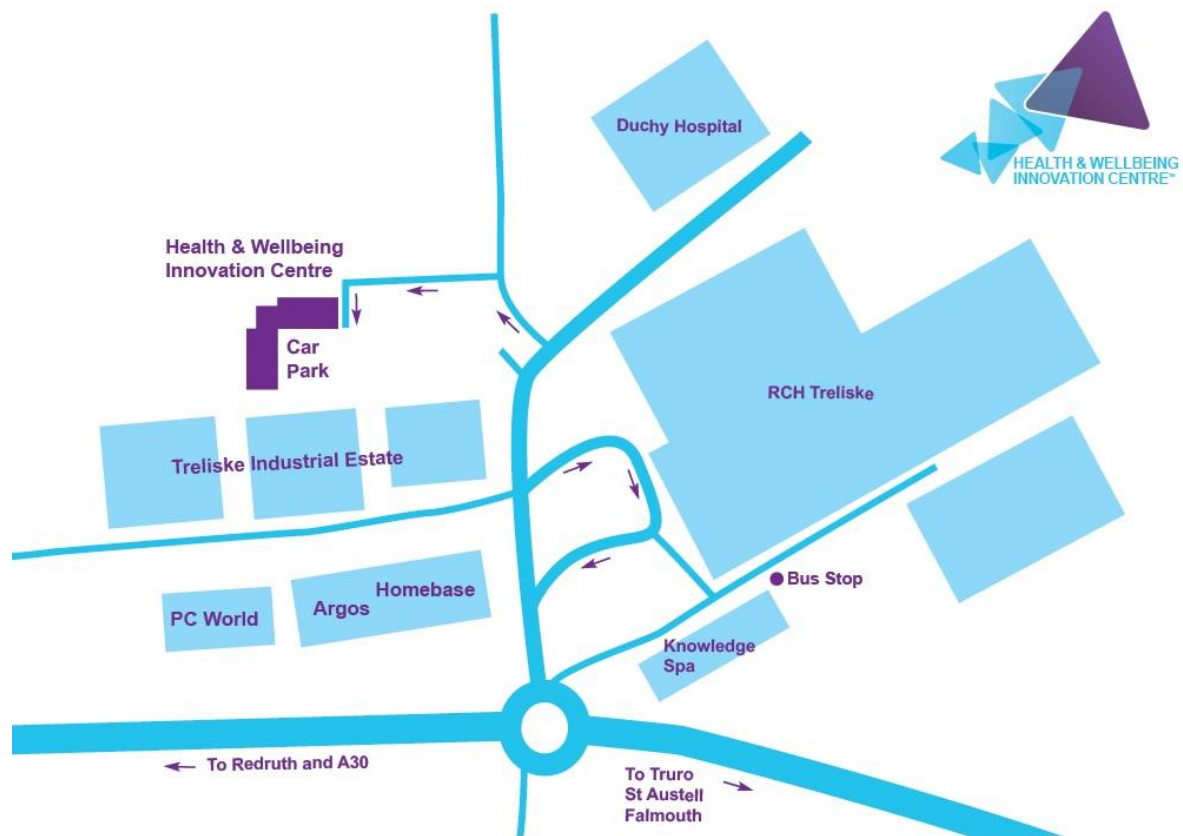 Duchy Hospital
HEALTH & WELLBEING
INNOVATION CENTRE™
Health & Wellbeing
Innovation Centre
Car
Park
RCH Treliske
Treliske Industrial Estate
Bus Stop
Homebase
Argos
PC World
Knowledge
Spa
To Redruth and A30
To Truro
St Austell
Falmouth